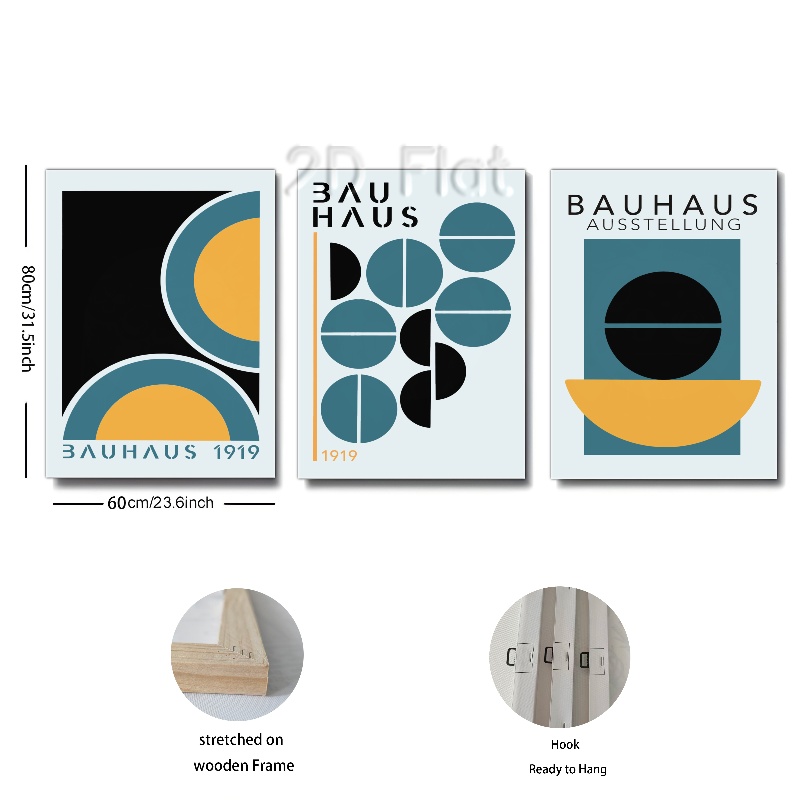 2D Flat
BAU
HAUS
BAUHAUS
AUSSTELLUNG
80cm/31.5inch
BAUHAUS 1919
1919
60cm/23.6inch
stretched on
wooden Frame
Hook
Ready to Hang